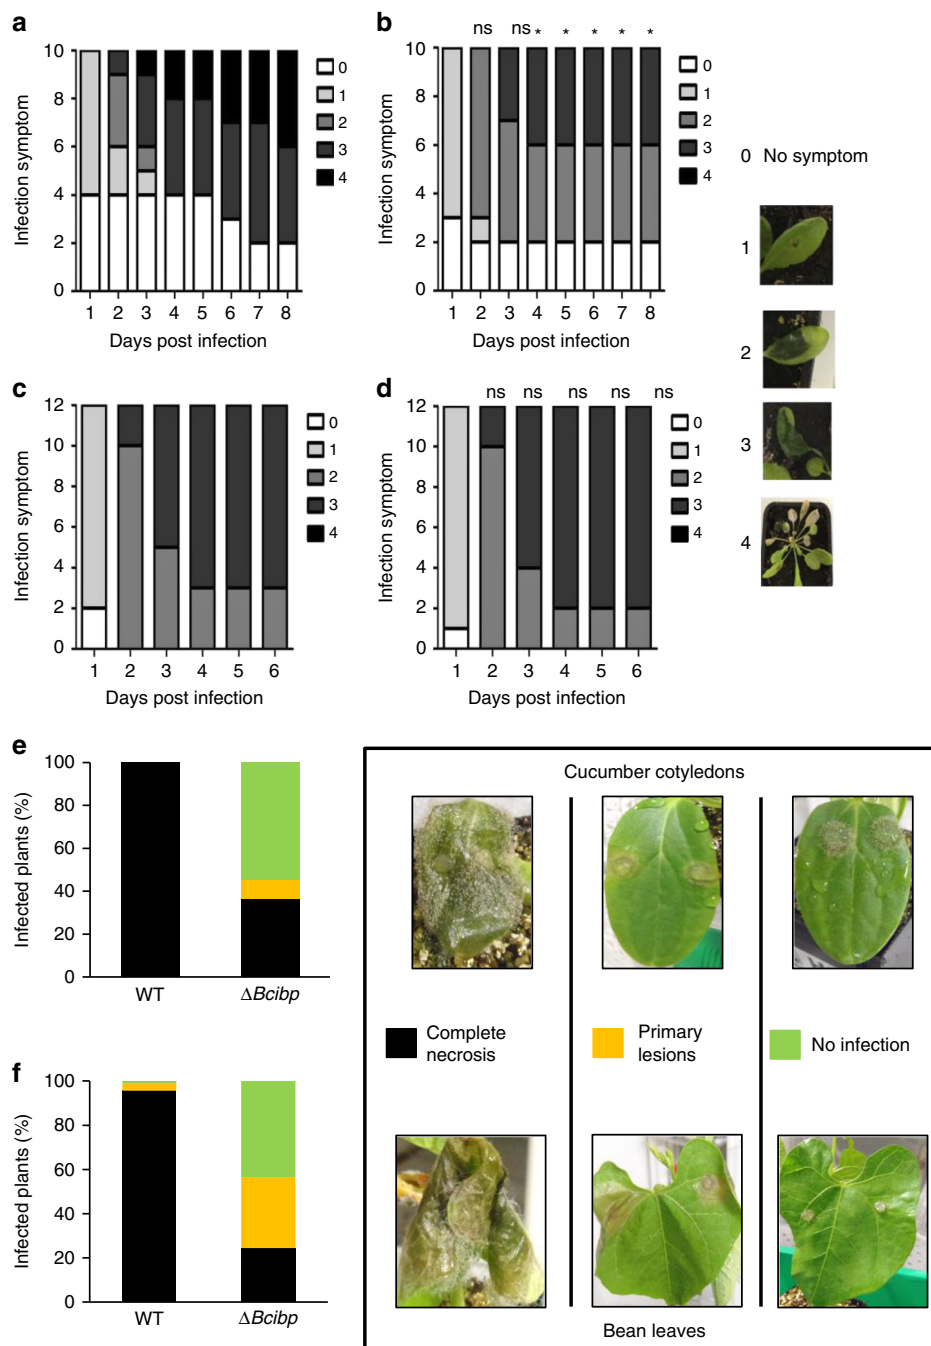 a
10
8
6
4
2
0
Infection symptom
1 2 3 4 5 6 7 8
Days post infection
0
1
2
3
4
b
ns ns * * * * *
10
8
6
4
2
0
Infection symptom
1 2 3 4 5 6 7 8
Days post infection
0
1
2
3
4
0 No symptom
1
2
3
4
c
12
10
8
6
4
2
0
Infection symptom
1 2 3 4 5 6
Days post infection
0
1
2
3
4
d
ns ns ns ns ns
12
10
8
6
4
2
0
Infection symptom
1 2 3 4 5 6
Days post infection
0
1
2
3
4
e
100
80
60
40
20
0
Infected plants (%)
WT ΔBcibp
f
100
80
60
40
20
0
Infected plants (%)
WT ΔBcibp
Cucumber cotyledons
Complete
necrosis
Primary
lesions
No infection
Bean leaves